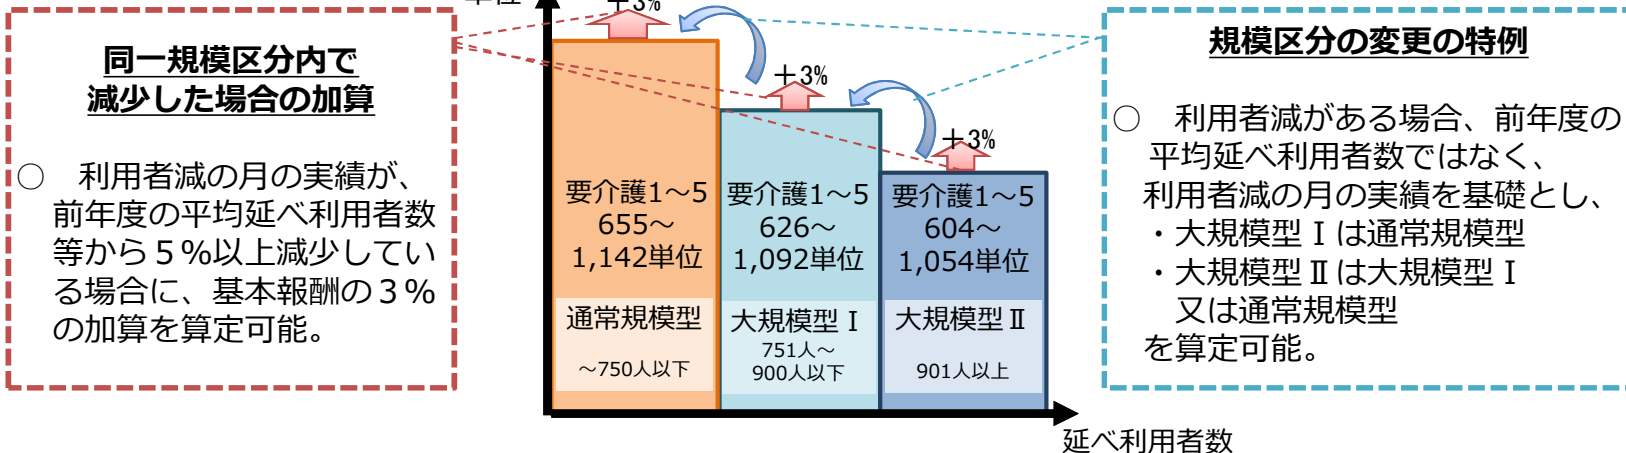 同一規模区分内で
減少した場合の加算
○　利用者減の月の実績が、
前年度の平均延べ利用者数
等から５%以上減少してい
る場合に、基本報酬の３%
の加算を算定可能。
+3%
+3%
+3%
要介護1～5
655～
1,142単位
通常規模型
～750人以下
要介護1～5
626～
1,092単位
大規模型Ⅰ
751人～
900人以下
要介護1～5
604～
1,054単位
大規模型Ⅱ
901人以上
延べ利用者数
規模区分の変更の特例
○　利用者減がある場合、前年度の
平均延べ利用者数ではなく、
利用者減の月の実績を基礎とし、
・大規模型Ⅰは通常規模型
・大規模型Ⅱは大規模型Ⅰ
又は通常規模型
を算定可能。